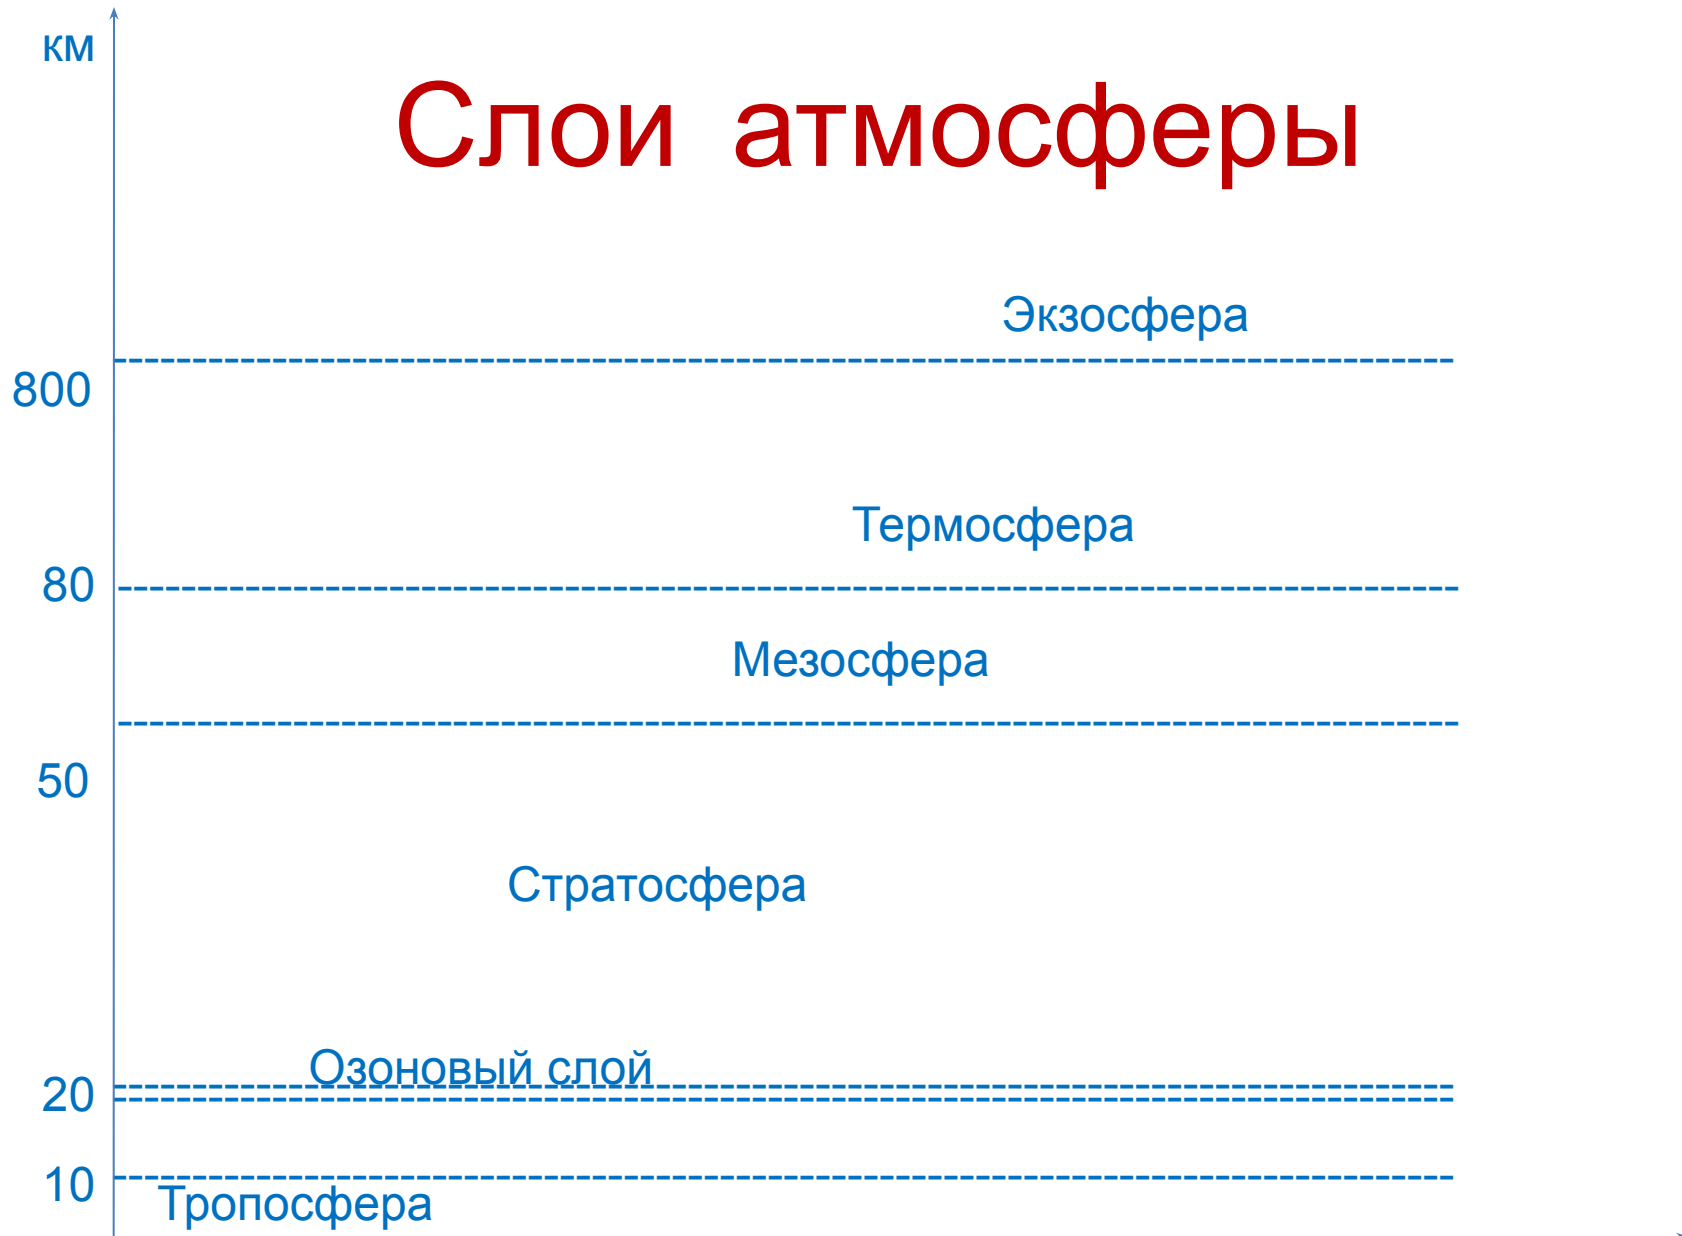 км
Слои атмосферы
Экзосфера
800
Термосфера
80
Мезосфера
50
Стратосфера
Озоновый слой
20
10
Тропосфера